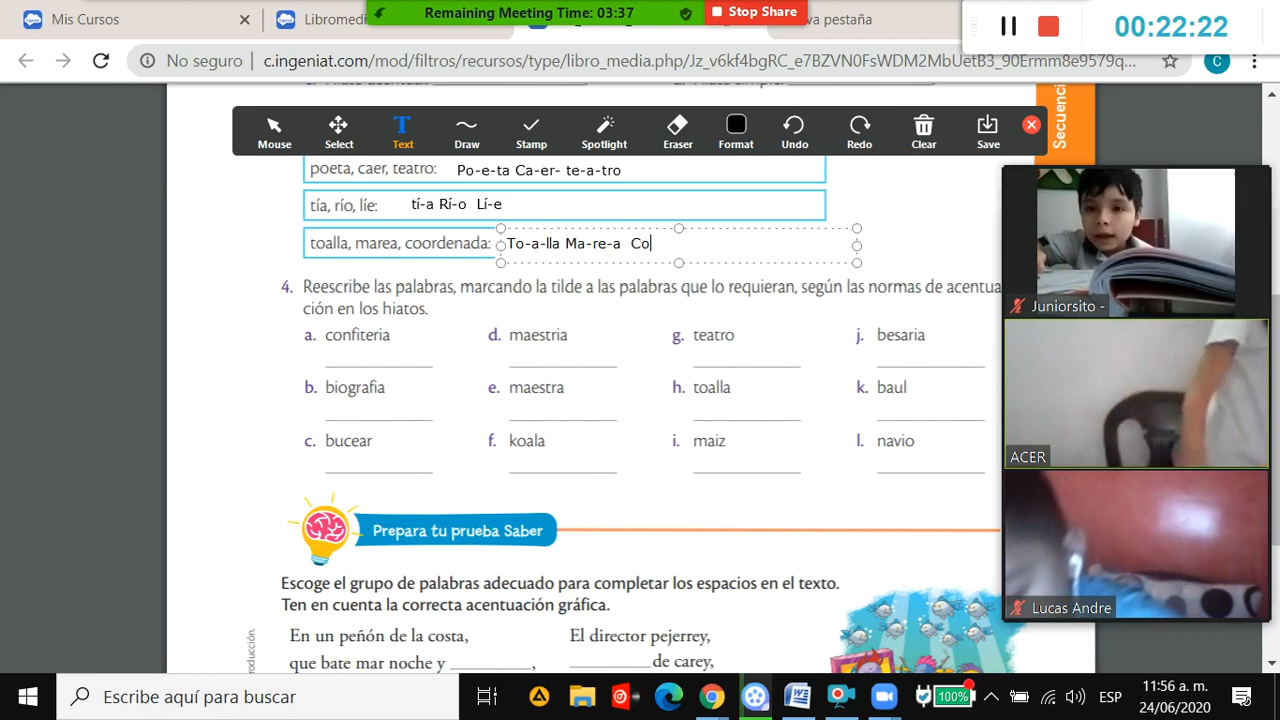 Mis Cursos
Libromedi
va pestaña
Remaining Meeting Time: 03:37
Stop Share
00:22:22
No seguro
c.ingeniat.com/mod/filtros/recursos/type/libro_media.php/Jz_v6kf4bgRC_e7BZVN0FsWDM2MbUetB3_90Ermm8e9579q...
C
Mouse
Select
Text
Draw
Stamp
Spotlight
Eraser
Format
Undo
Redo
Clear
Save
Secuenci
poeta, caer, teatro: Po-e-ta Ca-er- te-a-tro
tía, río, líe: tí-a Rí-o Lí-e
toalla, marea, coordenada: To-a-lla Ma-re-a Co
4. Reescribe las palabras, marcando la tilde a las palabras que lo requieran, según las normas de acentua
ción en los hiatos.
a. confiteria
d. maestria
g. teatro
j. besaria
b. biografia
e. maestra
h. toalla
k. baul
c. bucear
f. koala
i. maiz
l. navio
Prepara tu prueba Saber
Escoge el grupo de palabras adecuado para completar los espacios en el texto.
Ten en cuenta la correcta acentuación gráfica.
En un peñón de la costa,
que bate mar noche y ________,
El director pejerrey,
________ de carey,
oducción.
Juniorsito -
ACER
Lucas Andre
Escribe aquí para buscar
100%
ESP
11:56 a. m.
24/06/2020